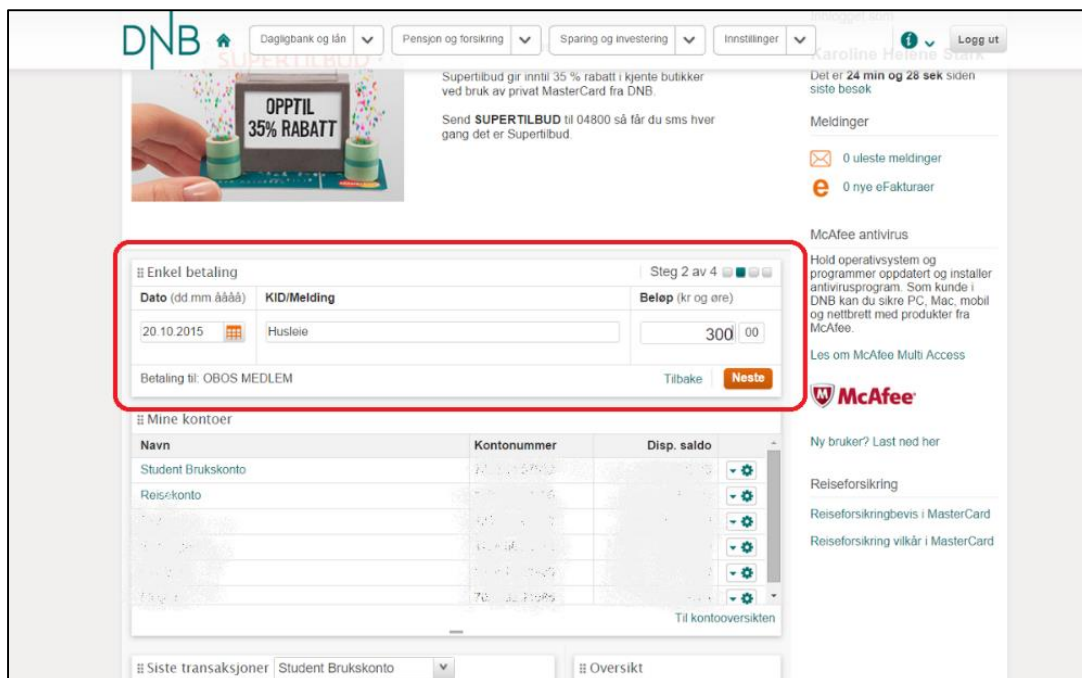 DNB
Dagligbank og lån
Pensjon og forsikring
Sparing og investering
Innstillinger
i
Logg ut
Innlogget som
Karoline Helene Stark
Det er 24 min og 28 sek siden
siste besøk
SUPERTILBUD
OPPTIL
35% RABATT
Supertilbud gir inntil 35 % rabatt i kjente butikker
ved bruk av privat MasterCard fra DNB.
Send SUPERTILBUD til 04800 så får du sms hver
gang det er Supertilbud.
Meldinger
0 uleste meldinger
e 0 nye eFakturaer
McAfee antivirus
Hold operativsystem og
programmer oppdatert og installer
antivirusprogram. Som kunde i
DNB kan du sikre PC, Mac, mobil
og nettbrett med produkter fra
McAfee.
Les om McAfee Multi Access
McAfee
Ny bruker? Last ned her
Reiseforsikring
Reiseforsikringbevis i MasterCard
Reiseforsikring vilkår i MasterCard
Enkel betaling
Steg 2 av 4
Dato (dd.mm.åååå) KID/Melding Beløp (kr og øre)
20.10.2015 Husleie 300 00
Betaling til: OBOS MEDLEM Tilbake Neste
Mine kontoer
Navn Kontonummer Disp. saldo
Student Brukskonto
Reisekonto
Til kontooversikten
Siste transaksjoner Student Brukskonto
Oversikt